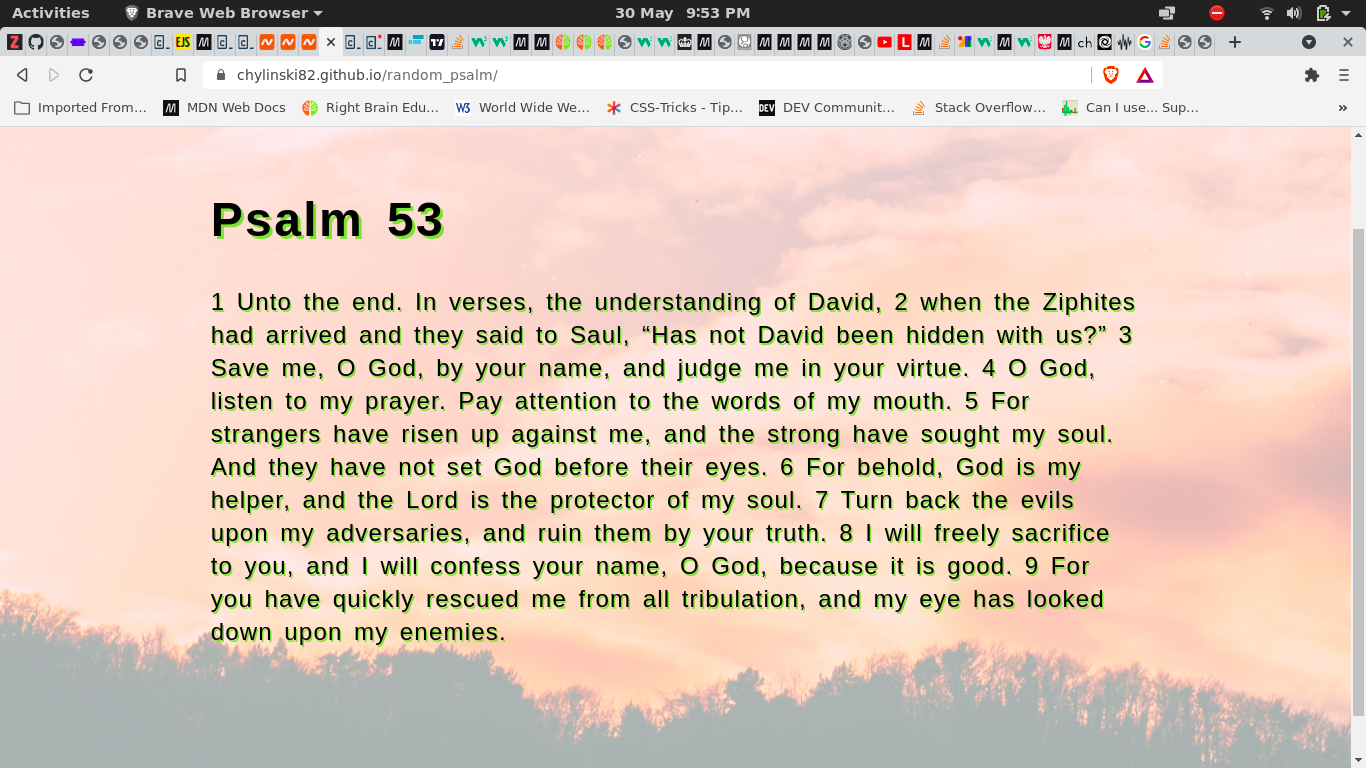 Activities Brave Web Browser 30 May 9:53 PM
chylinski82.github.io/random_psalm/
Imported From… MDN Web Docs Right Brain Edu… World Wide We… CSS-Tricks - Tip… DEV Communit… Stack Overflow… Can I use... Sup… »
Psalm 53
1 Unto the end. In verses, the understanding of David, 2 when the Ziphites
had arrived and they said to Saul, “Has not David been hidden with us?” 3
Save me, O God, by your name, and judge me in your virtue. 4 O God,
listen to my prayer. Pay attention to the words of my mouth. 5 For
strangers have risen up against me, and the strong have sought my soul.
And they have not set God before their eyes. 6 For behold, God is my
helper, and the Lord is the protector of my soul. 7 Turn back the evils
upon my adversaries, and ruin them by your truth. 8 I will freely sacrifice
to you, and I will confess your name, O God, because it is good. 9 For
you have quickly rescued me from all tribulation, and my eye has looked
down upon my enemies.